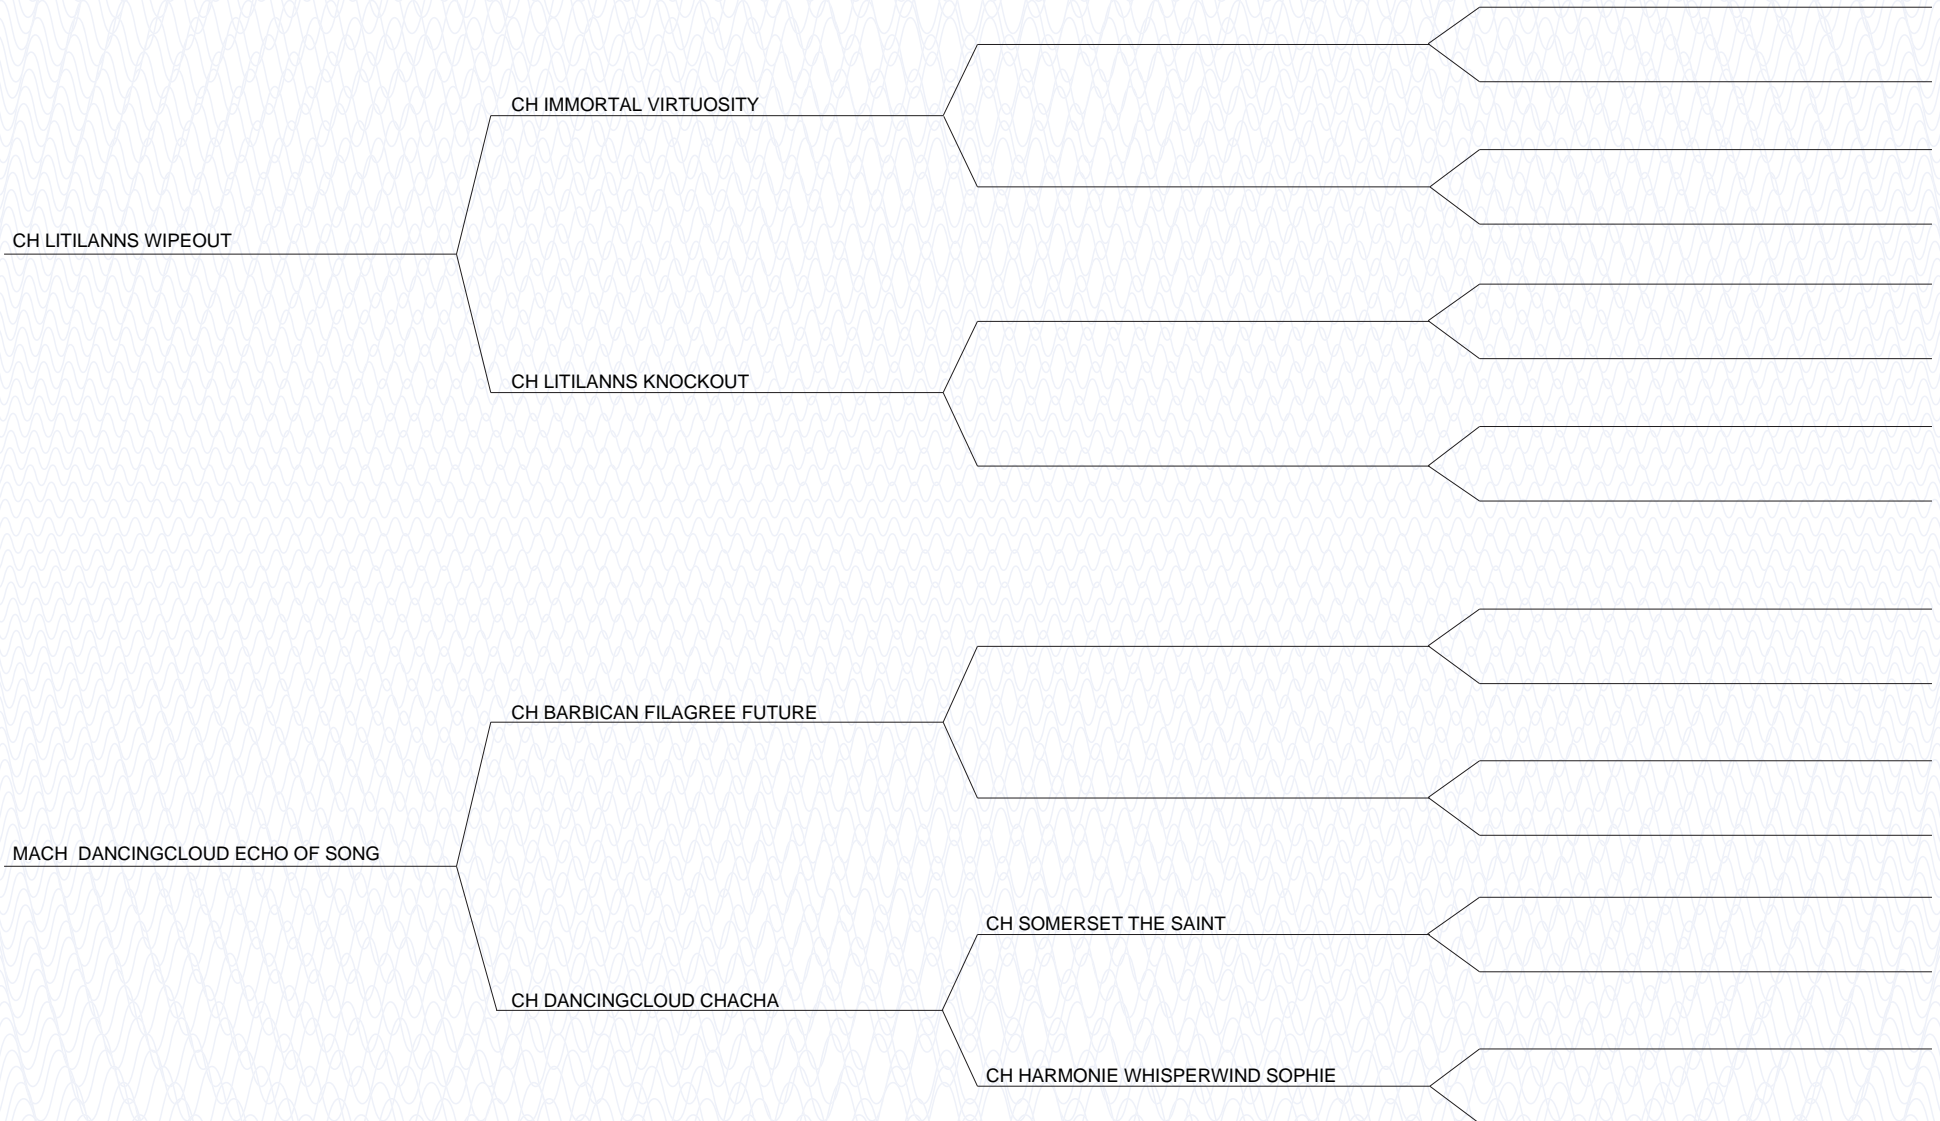 CH IMMORTAL VIRTUOSITY
CH LITILANNS WIPEOUT
CH LITILANNS KNOCKOUT
CH BARBICAN FILAGREE FUTURE
MACH  DANCINGCLOUD ECHO OF SONG
CH SOMERSET THE SAINT
CH DANCINGCLOUD CHACHA
CH HARMONIE WHISPERWIND SOPHIE